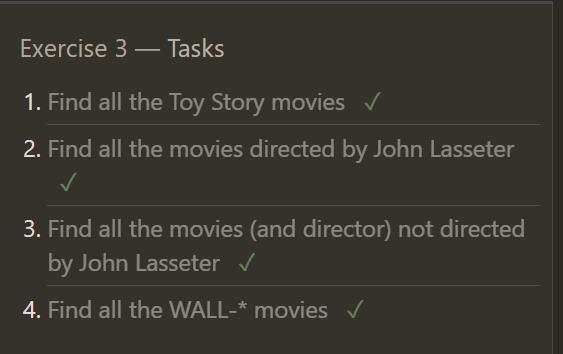 Exercise 3 — Tasks
1. Find all the Toy Story movies ✓
2. Find all the movies directed by John Lasseter
✓
3. Find all the movies (and director) not directed
by John Lasseter ✓
4. Find all the WALL-* movies ✓